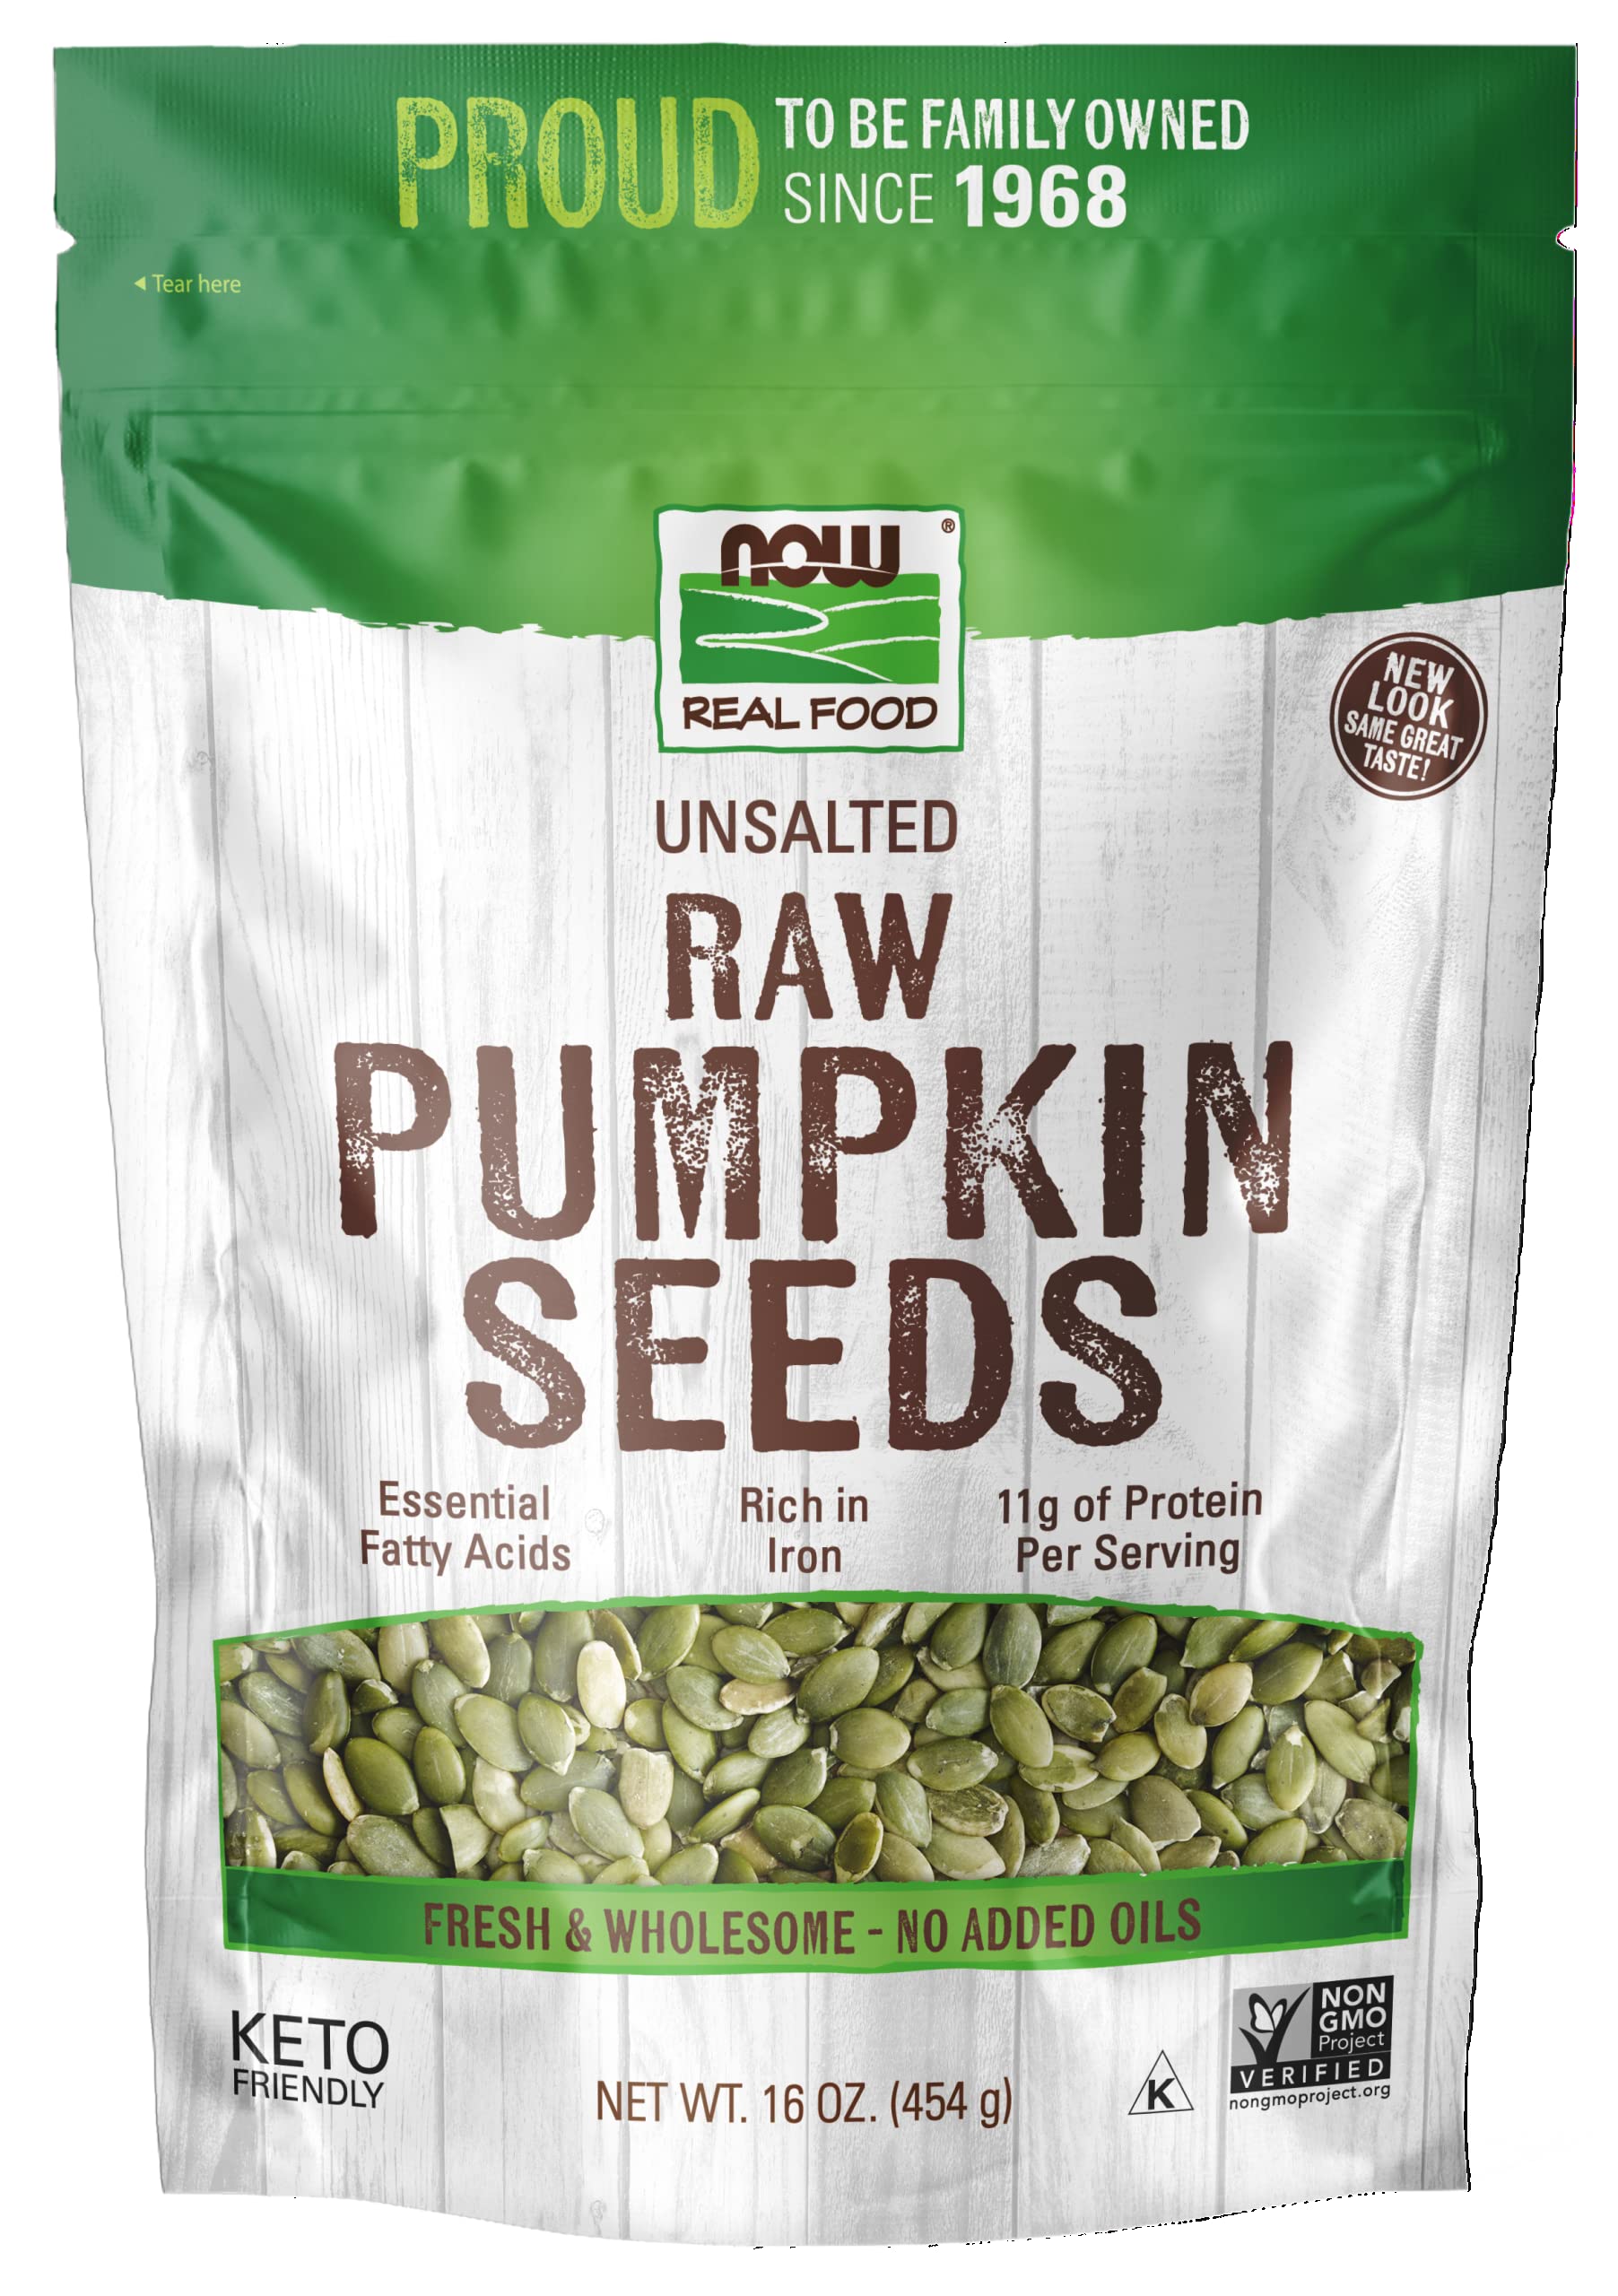 PROUD TO BE FAMILY OWNED
SINCE 1968
Tear here
now®
REAL FOOD
NEW
LOOK
SAME GREAT
TASTE!
UNSALTED
RAW
PUMPKIN
SEEDS
Essential
Fatty Acids
Rich in
Iron
11g of Protein
Per Serving
FRESH & WHOLESOME - NO ADDED OILS
KETO
FRIENDLY
NET WT. 16 OZ. (454 g)
K
NON
GMO
Project
VERIFIED
nongmoproject.org